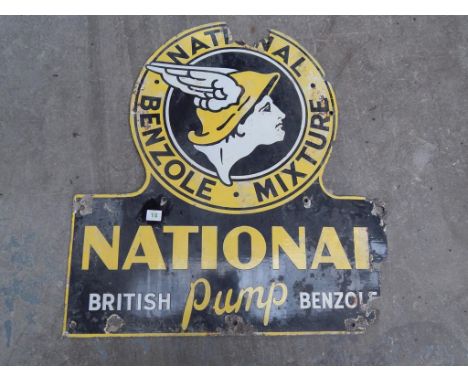 NATIONAL
· BENZOLE · MIXTURE ·
NATIONAL
BRITISH Pump BENZOLE